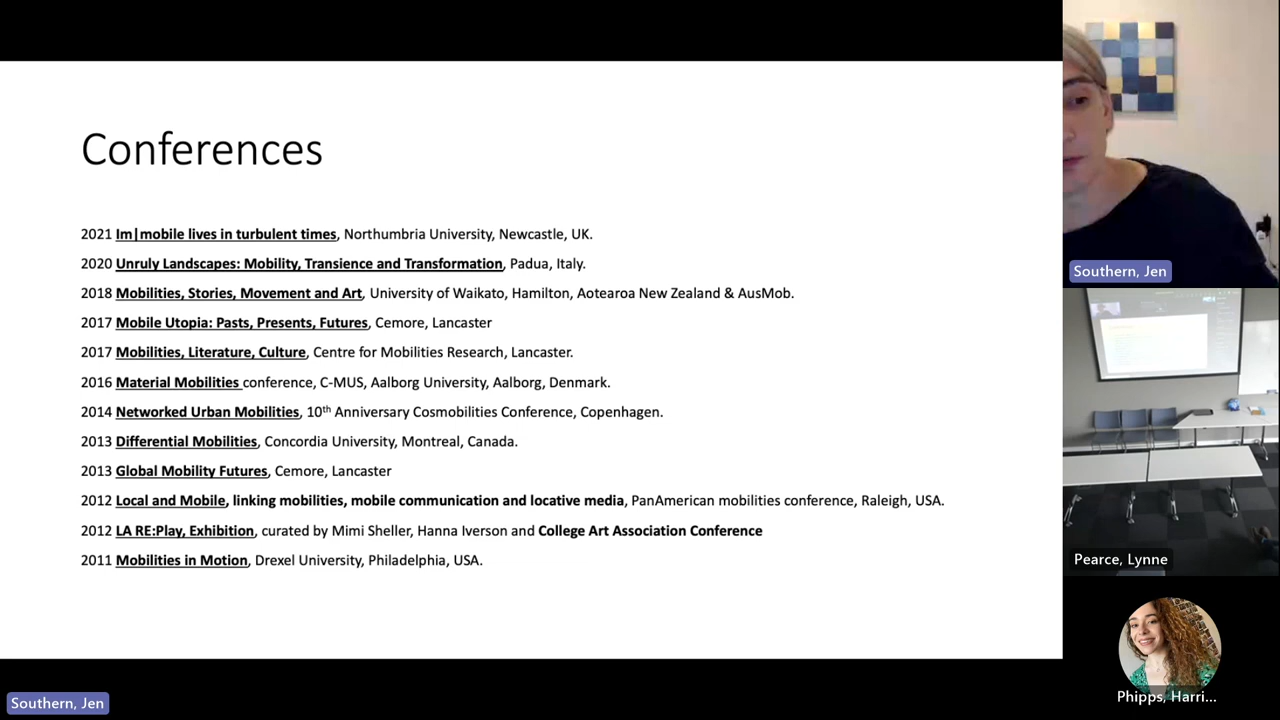 Conferences
2021 Im|mobile lives in turbulent times, Northumbria University, Newcastle, UK.
2020 Unruly Landscapes: Mobility, Transience and Transformation, Padua, Italy.
2018 Mobilities, Stories, Movement and Art, University of Waikato, Hamilton, Aotearoa New Zealand & AusMob.
2017 Mobile Utopia: Pasts, Presents, Futures, Cemore, Lancaster
2017 Mobilities, Literature, Culture, Centre for Mobilities Research, Lancaster.
2016 Material Mobilities conference, C-MUS, Aalborg University, Aalborg, Denmark.
2014 Networked Urban Mobilities, 10th Anniversary Cosmobilities Conference, Copenhagen.
2013 Differential Mobilities, Concordia University, Montreal, Canada.
2013 Global Mobility Futures, Cemore, Lancaster
2012 Local and Mobile, linking mobilities, mobile communication and locative media, PanAmerican mobilities conference, Raleigh, USA.
2012 LA RE:Play, Exhibition, curated by Mimi Sheller, Hanna Iverson and College Art Association Conference
2011 Mobilities in Motion, Drexel University, Philadelphia, USA.
Southern, Jen
Pearce, Lynne
Phipps, Harri...
Southern, Jen